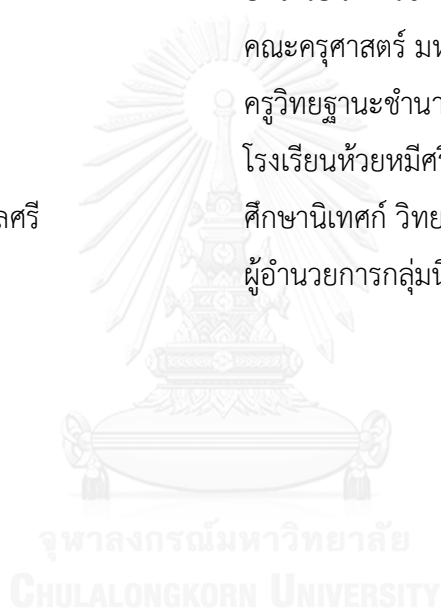 คณะครุศาสตร์ มห
ครูวิทยฐานะชำนา
โรงเรียนห้วยหมีศรี
ลศรี ศึกษานิเทศก์ วิทย
ผู้อำนวยการกลุ่มนิ
จุฬาลงกรณ์มหาวิทยาลัย
CHULALONGKORN UNIVERSITY